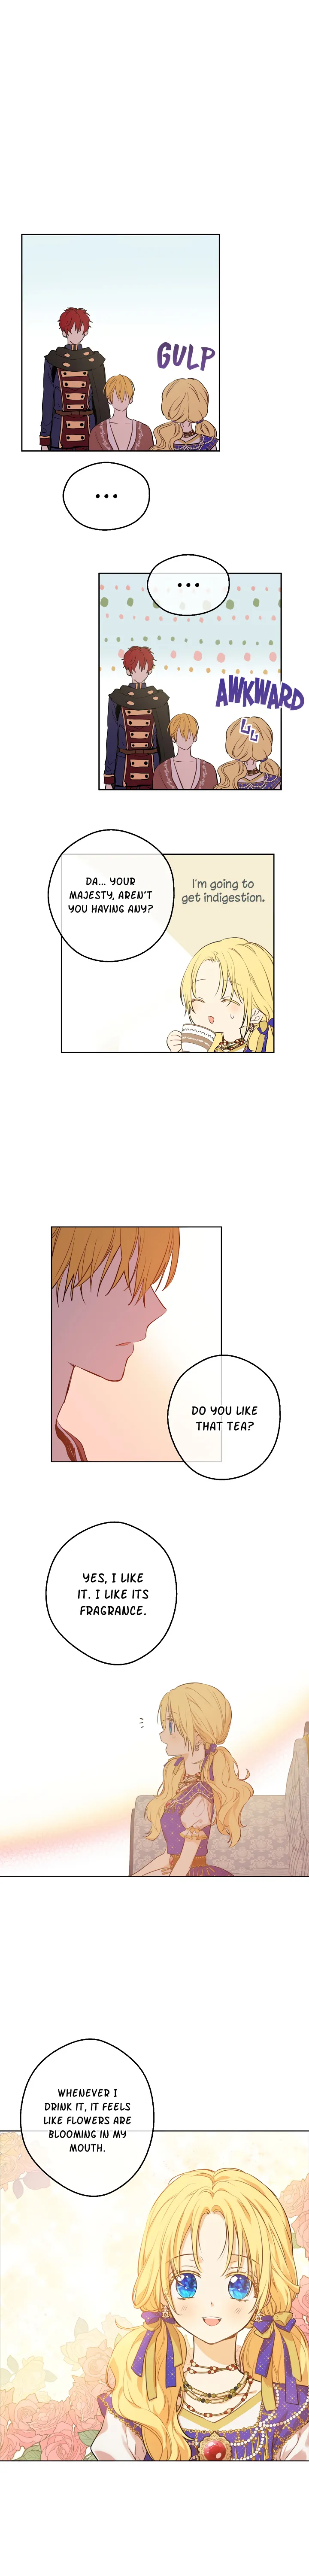 GULP
...
...
AWKWARD
DA... YOUR
MAJESTY, AREN'T
YOU HAVING ANY?
I'm going to
get indigestion.
DO YOU LIKE
THAT TEA?
YES, I LIKE
IT. I LIKE ITS
FRAGRANCE.
WHENEVER I
DRINK IT, IT FEELS
LIKE FLOWERS ARE
BLOOMING IN MY
MOUTH.